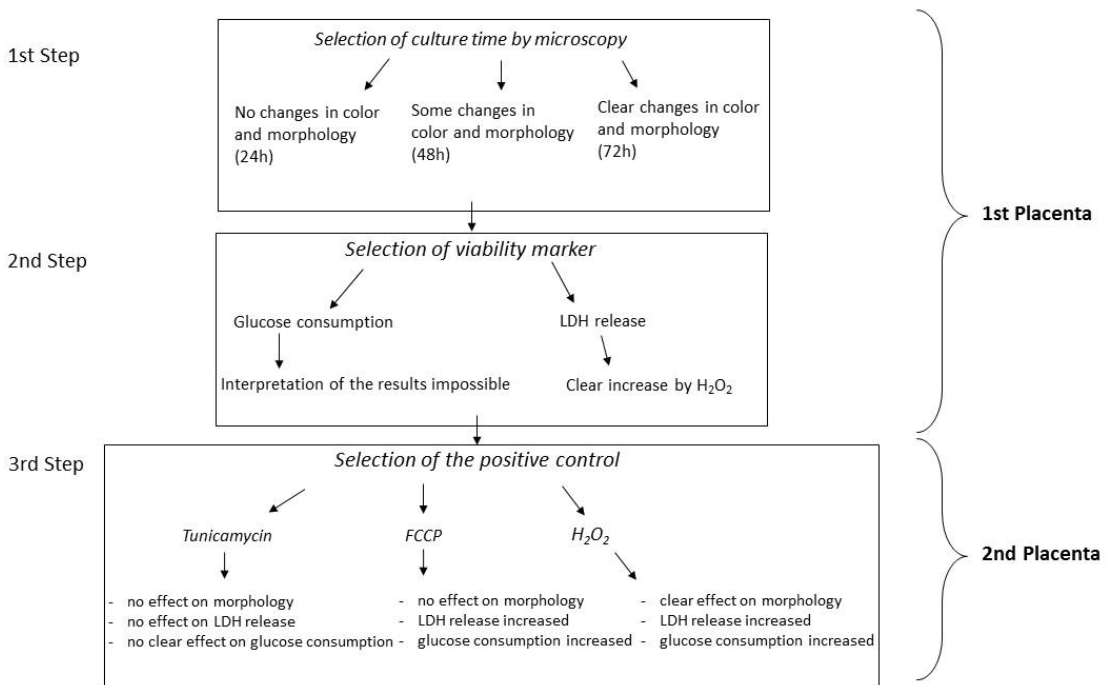 1st Step
Selection of culture time by microscopy
No changes in color
and morphology
(24h)
Some changes in
color and morphology
(48h)
Clear changes in color
and morphology
(72h)
1st Placenta
2nd Step
Selection of viability marker
Glucose consumption
LDH release
Interpretation of the results impossible
Clear increase by H₂O₂
3rd Step
Selection of the positive control
Tunicamycin
FCCP
H₂O₂
2nd Placenta
- no effect on morphology
- no effect on LDH release
- no clear effect on glucose consumption
- no effect on morphology
- LDH release increased
- glucose consumption increased
- clear effect on morphology
- LDH release increased
- glucose consumption increased